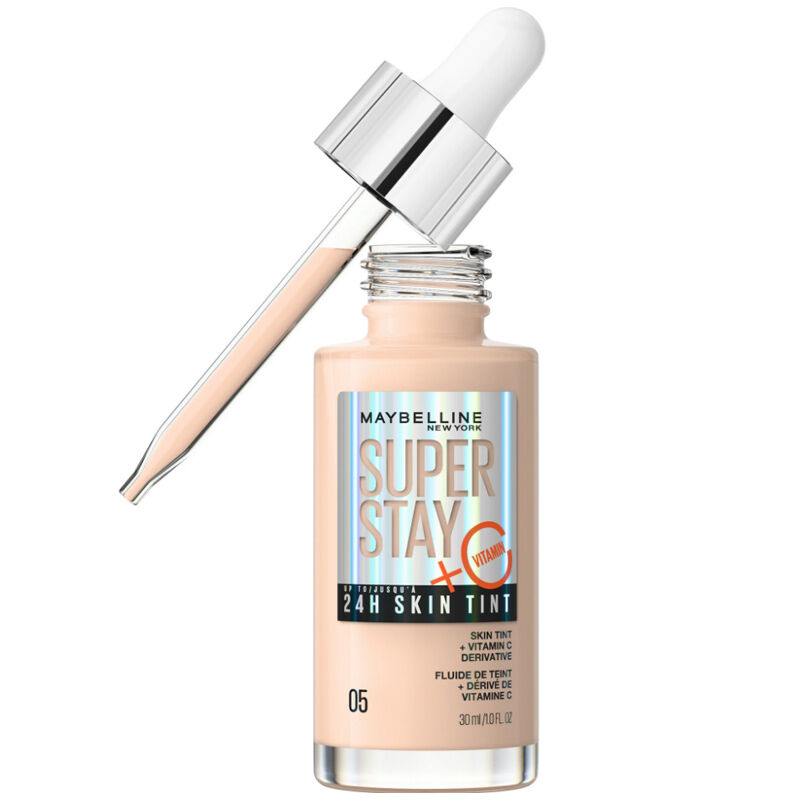 MAYBELLINE
NEW YORK
SUPER
STAY
+C
VITAMIN
UP TO/JUSQU'À
24H SKIN TINT
SKIN TINT
+ VITAMIN C
DERIVATIVE
FLUIDE DE TEINT
+ DÉRIVÉ DE
VITAMINE C
05
30 ml/1.0 FL. OZ